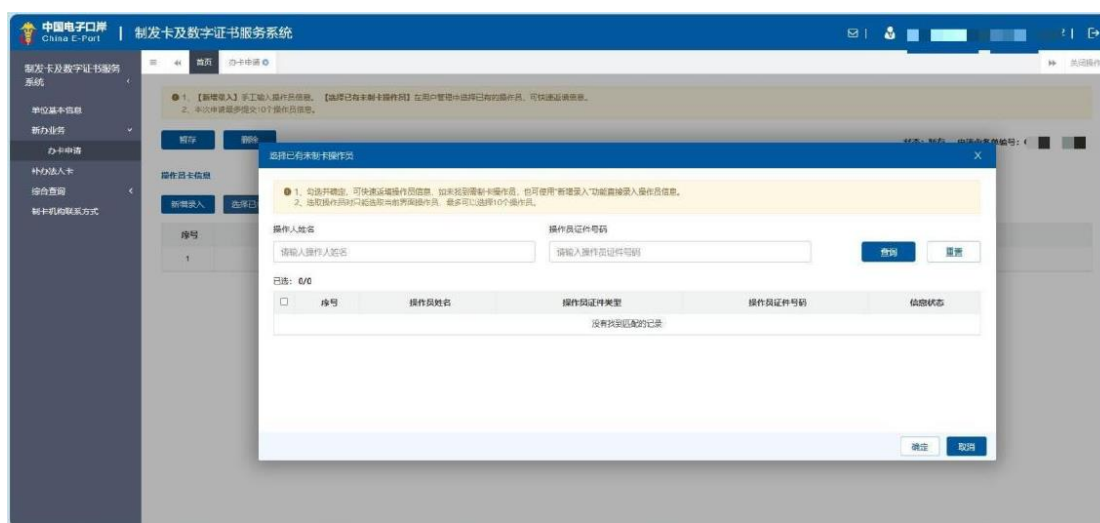 中国电子口岸
China E-Port
制发卡及数字证书服务系统
制发卡及数字证书服务
系统
首页
办卡申请
关闭操作
单位基本信息
新办业务
办卡申请
补办法人卡
综合查询
制卡机构联系方式
1、【新增录入】手工输入操作员信息。【选择已有未制卡操作员】在用户管理中选择已有的操作员，可快速返填信息。
2、本次申请最多提交10个操作员信息。
暂存
删除
操作员卡信息
新增录入
选择已
序号
1
选择已有未制卡操作员
X
1、勾选并确定，可快速返填操作员信息，如未找到需制卡操作员，也可使用“新增录入”功能直接录入操作员信息。
2、选取操作员时只能选取当前界面操作员，最多可以选择10个操作员。
操作人姓名
操作员证件号码
请输入操作人姓名
请输入操作员证件号码
查询
重置
已选：0/0
序号
操作员姓名
操作员证件类型
操作员证件号码
信息状态
没有找到匹配的记录
确定
取消